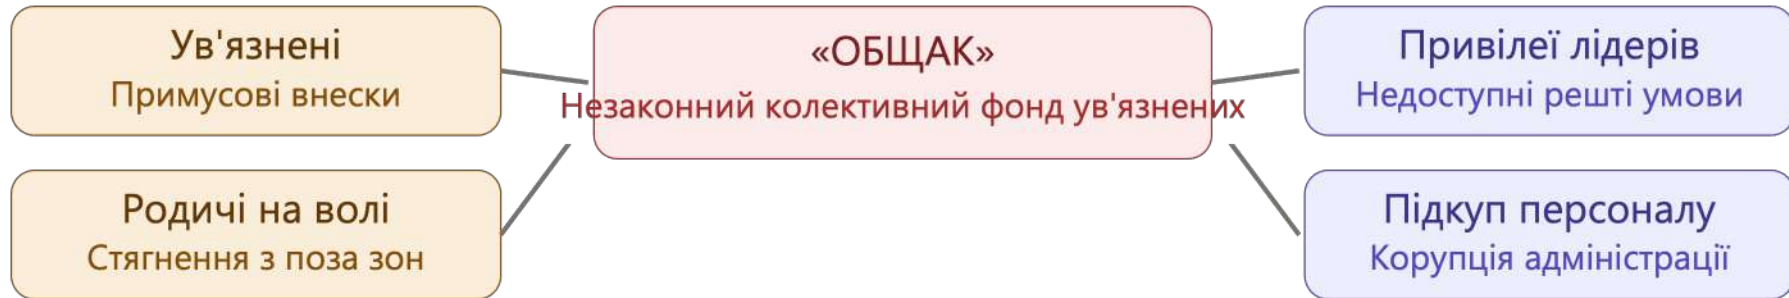 Ув'язнені
Примусові внески
Родичі на волі
Стягнення з поза зон
«ОБЩАК»
Незаконний колективний фонд ув'язнених
Привілеї лідерів
Недоступні решті умови
Підкуп персоналу
Корупція адміністрації